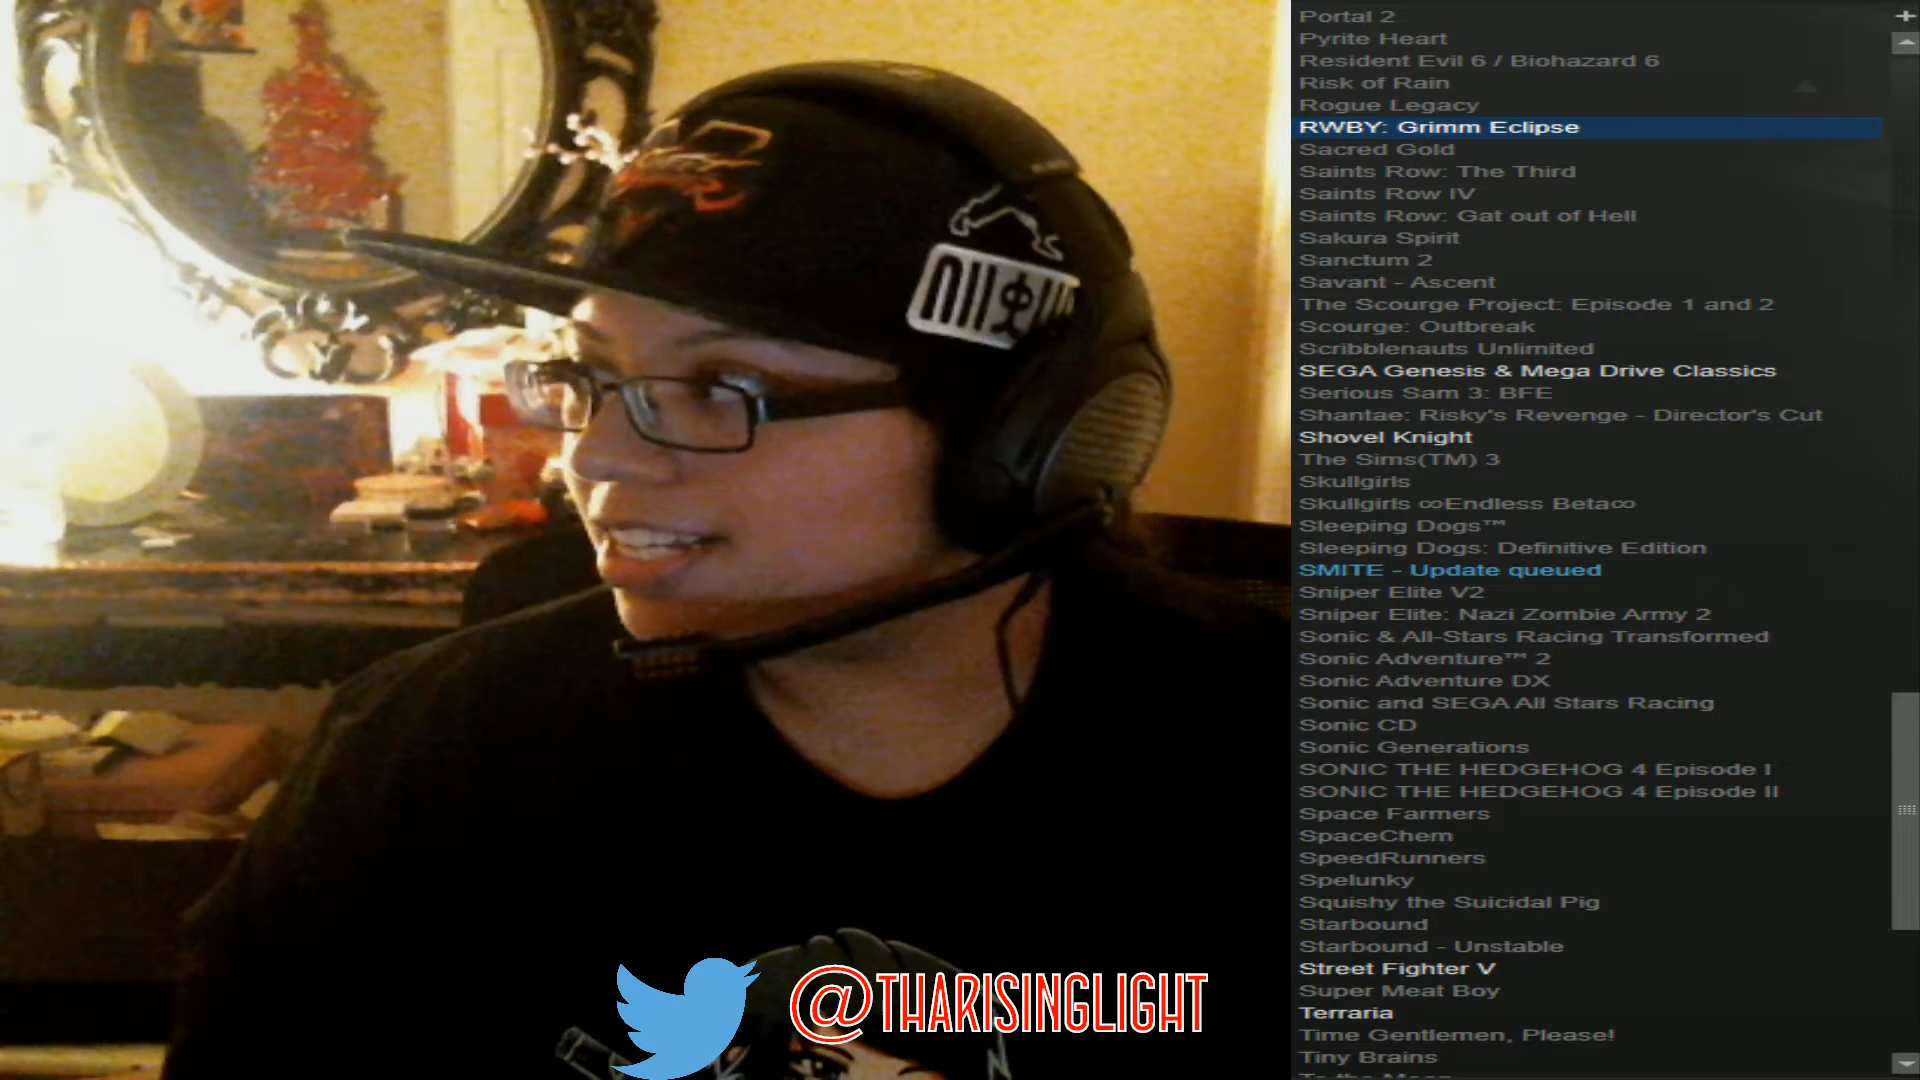 Portal 2
Pyrite Heart
Resident Evil 6 / Biohazard 6
Risk of Rain
Rogue Legacy
RWBY: Grimm Eclipse
Sacred Gold
Saints Row: The Third
Saints Row IV
Saints Row: Gat out of Hell
Sakura Spirit
Sanctum 2
Savant - Ascent
The Scourge Project: Episode 1 and 2
Scourge: Outbreak
Scribblenauts Unlimited
SEGA Genesis & Mega Drive Classics
Serious Sam 3: BFE
Shantae: Risky's Revenge - Director's Cut
Shovel Knight
The Sims(TM) 3
Skullgirls
Skullgirls ∞Endless Beta∞
Sleeping Dogs™
Sleeping Dogs: Definitive Edition
SMITE - Update queued
Sniper Elite V2
Sniper Elite: Nazi Zombie Army 2
Sonic & All-Stars Racing Transformed
Sonic Adventure™ 2
Sonic Adventure DX
Sonic and SEGA All Stars Racing
Sonic CD
Sonic Generations
SONIC THE HEDGEHOG 4 Episode I
SONIC THE HEDGEHOG 4 Episode II
Space Farmers
SpaceChem
SpeedRunners
Spelunky
Squishy the Suicidal Pig
Starbound
Starbound - Unstable
Street Fighter V
Super Meat Boy
Terraria
Time Gentlemen, Please!
Tiny Brains
@THARISINGLIGHT